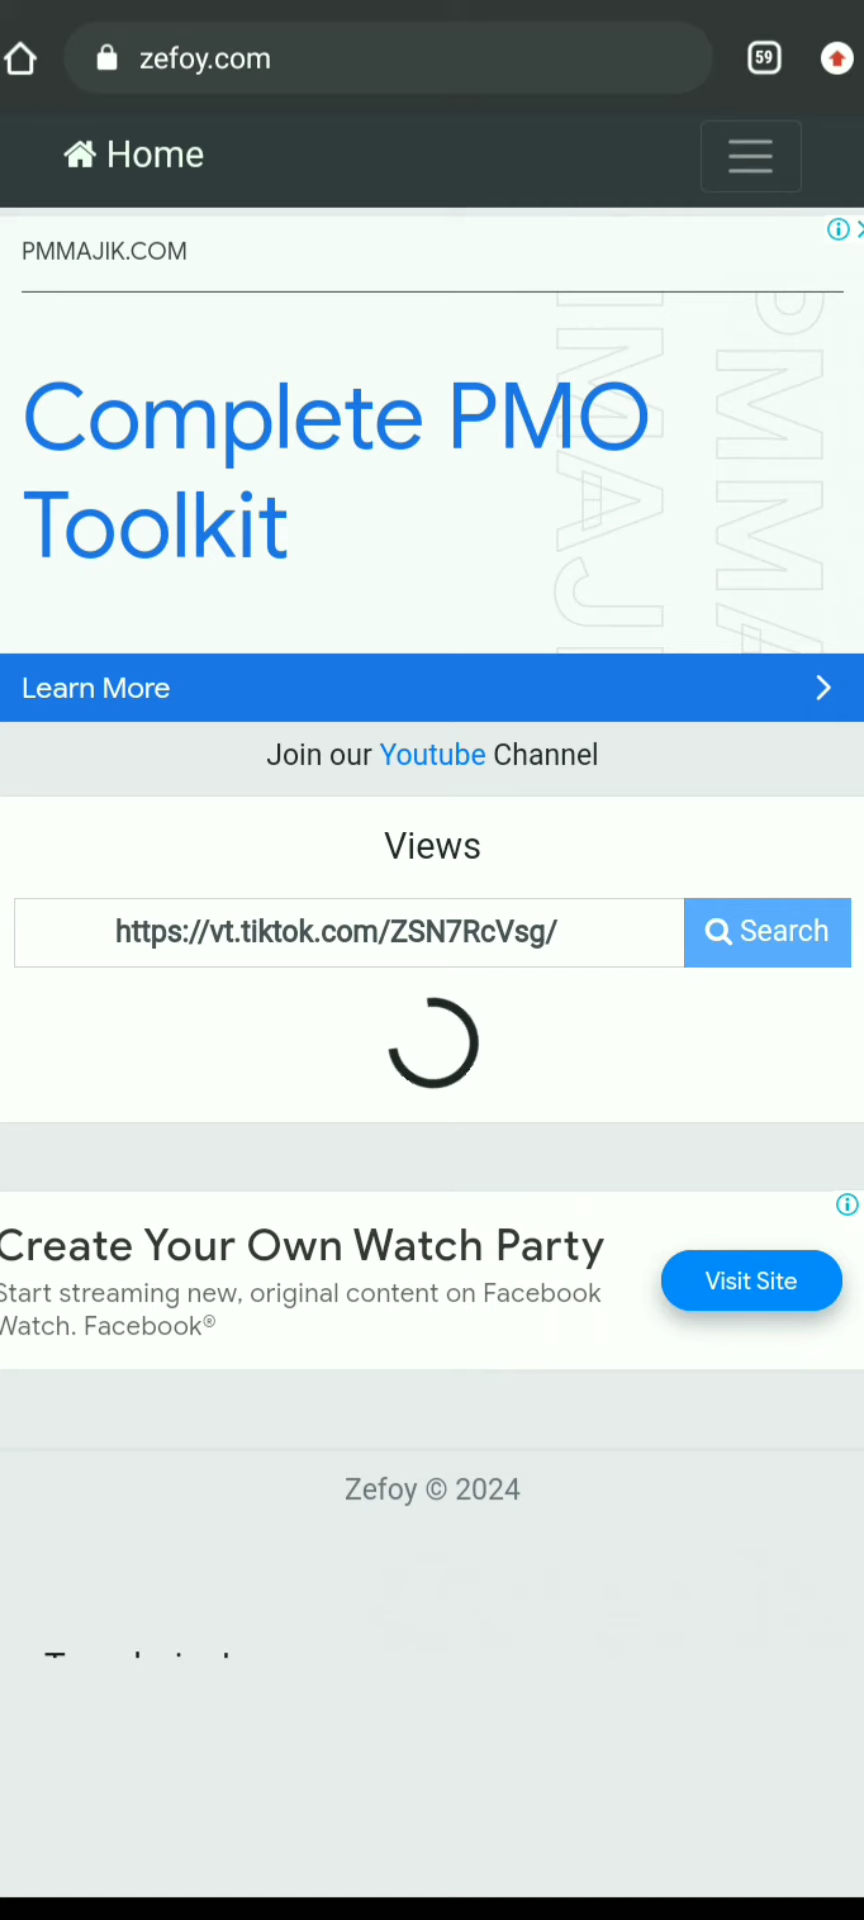 zefoy.com
59
Home
PMMAJIK.COM
Complete PMO
Toolkit
Learn More
Join our Youtube Channel
Views
https://vt.tiktok.com/ZSN7RcVsg/
Search
Create Your Own Watch Party
Start streaming new, original content on Facebook
Watch. Facebook®
Visit Site
Zefoy © 2024